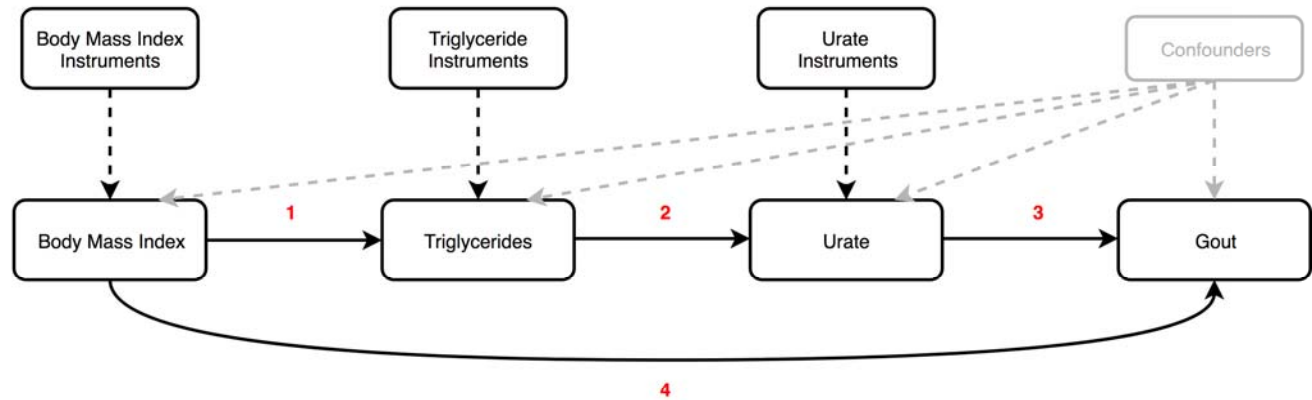 Body Mass Index
Instruments
Triglyceride
Instruments
Urate
Instruments
Confounders
1
2
3
Body Mass Index
Triglycerides
Urate
Gout
4